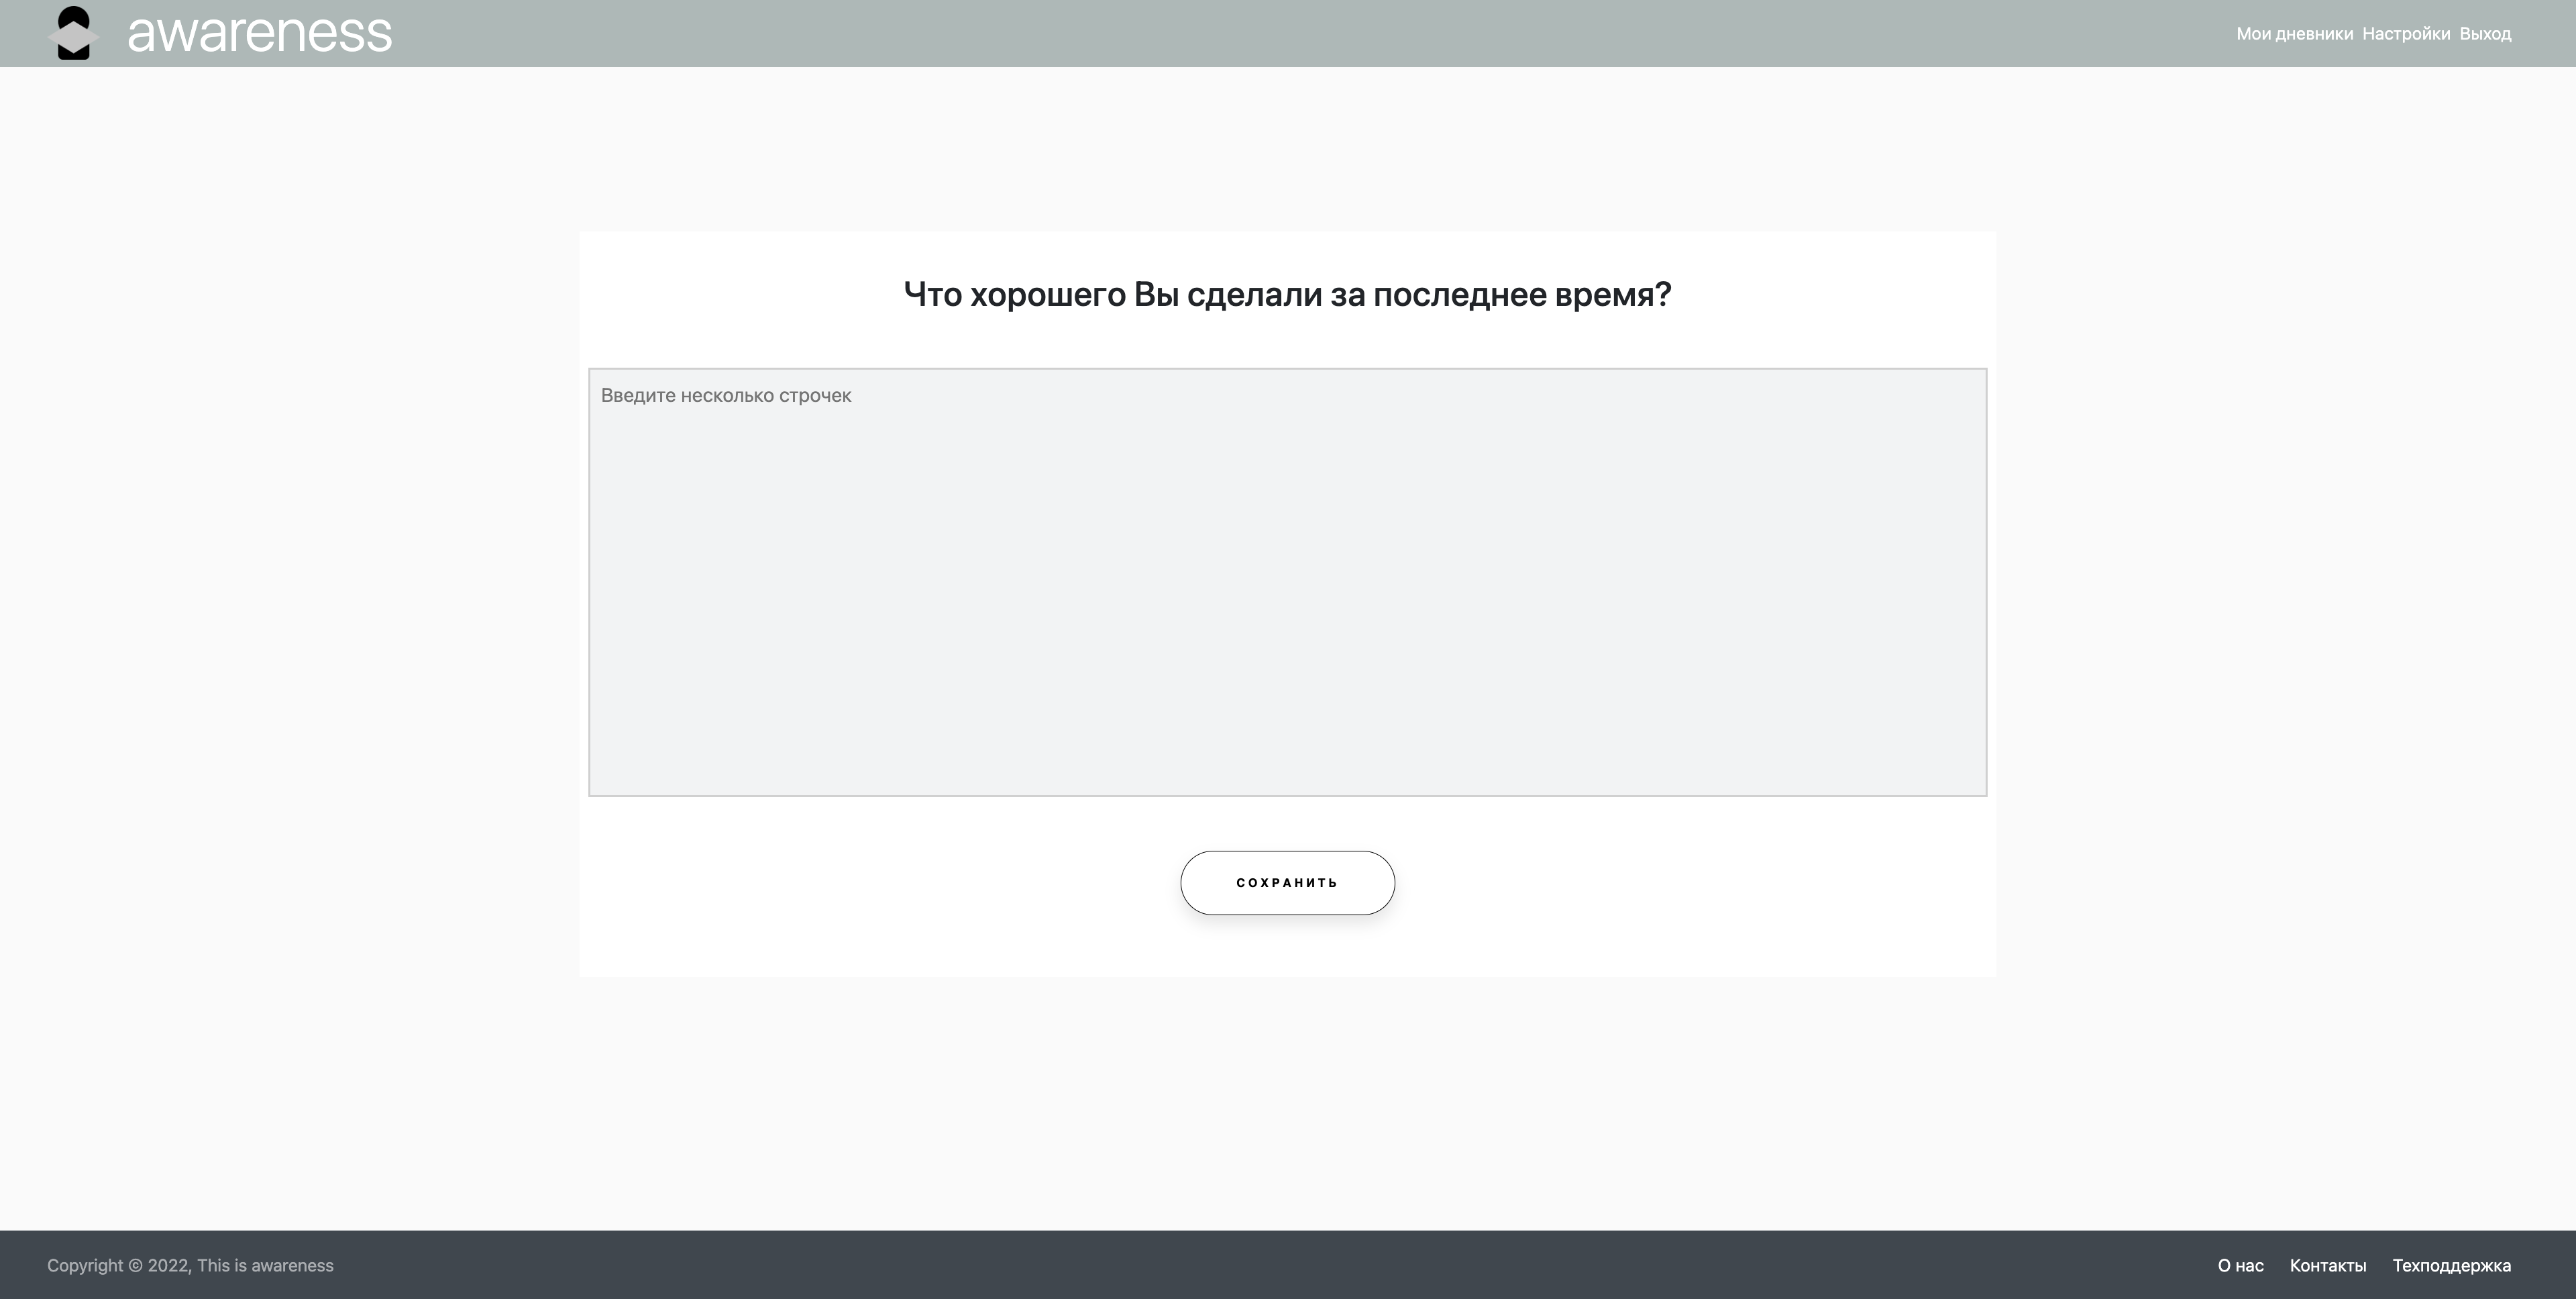 awareness
Мои дневники Настройки Выход
Что хорошего Вы сделали за последнее время?
Введите несколько строчек
СОХРАНИТЬ
Copyright © 2022, This is awareness
О нас Контакты Техподдержка